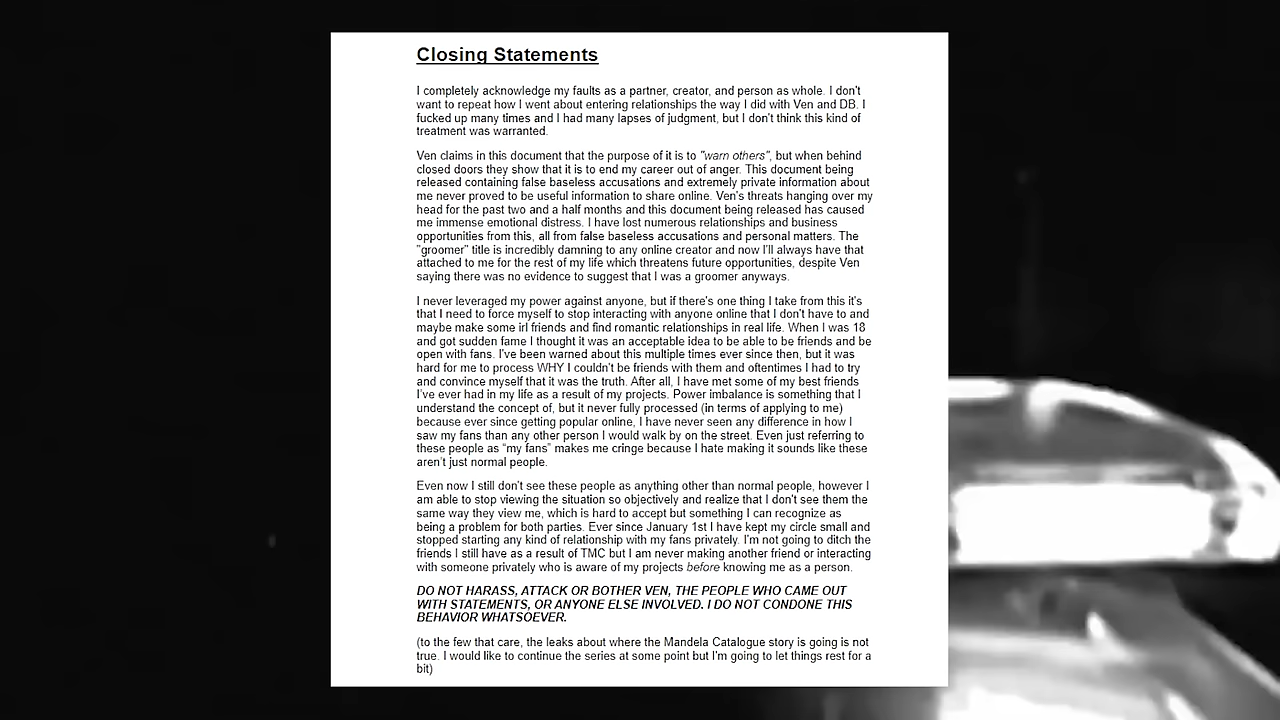 Closing Statements
I completely acknowledge my faults as a partner, creator, and person as whole. I don't
want to repeat how I went about entering relationships the way I did with Ven and DB. I
fucked up many times and I had many lapses of judgment, but I don't think this kind of
treatment was warranted.
Ven claims in this document that the purpose of it is to "warn others", but when behind
closed doors they show that it is to end my career out of anger. This document being
released containing false baseless accusations and extremely private information about
me never proved to be useful information to share online. Ven's threats hanging over my
head for the past two and a half months and this document being released has caused
me immense emotional distress. I have lost numerous relationships and business
opportunities from this, all from false baseless accusations and personal matters. The
"groomer" title is incredibly damning to any online creator and now I'll always have that
attached to me for the rest of my life which threatens future opportunities, despite Ven
saying there was no evidence to suggest that I was a groomer anyways.
I never leveraged my power against anyone, but if there's one thing I take from this it's
that I need to force myself to stop interacting with anyone online that I don't have to and
maybe make some irl friends and find romantic relationships in real life. When I was 18
and got sudden fame I thought it was an acceptable idea to be able to be friends and be
open with fans. I've been warned about this multiple times ever since then, but it was
hard for me to process WHY I couldn't be friends with them and oftentimes I had to try
and convince myself that it was the truth. After all, I have met some of my best friends
I've ever had in my life as a result of my projects. Power imbalance is something that I
understand the concept of, but it never fully processed (in terms of applying to me)
because ever since getting popular online, I have never seen any difference in how I
saw my fans than any other person I would walk by on the street. Even just referring to
these people as "my fans" makes me cringe because I hate making it sounds like these
aren't just normal people.
Even now I still don't see these people as anything other than normal people, however I
am able to stop viewing the situation so objectively and realize that I don't see them the
same way they view me, which is hard to accept but something I can recognize as
being a problem for both parties. Ever since January 1st I have kept my circle small and
stopped starting any kind of relationship with my fans privately. I'm not going to ditch the
friends I still have as a result of TMC but I am never making another friend or interacting
with someone privately who is aware of my projects before knowing me as a person.
DO NOT HARASS, ATTACK OR BOTHER VEN, THE PEOPLE WHO CAME OUT
WITH STATEMENTS, OR ANYONE ELSE INVOLVED. I DO NOT CONDONE THIS
BEHAVIOR WHATSOEVER.
(to the few that care, the leaks about where the Mandela Catalogue story is going is not
true. I would like to continue the series at some point but I'm going to let things rest for a
bit)